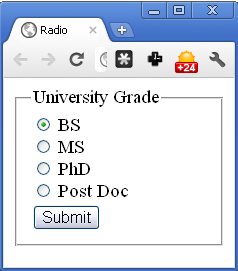 Radio
+24
University Grade
BS
MS
PhD
Post Doc
Submit